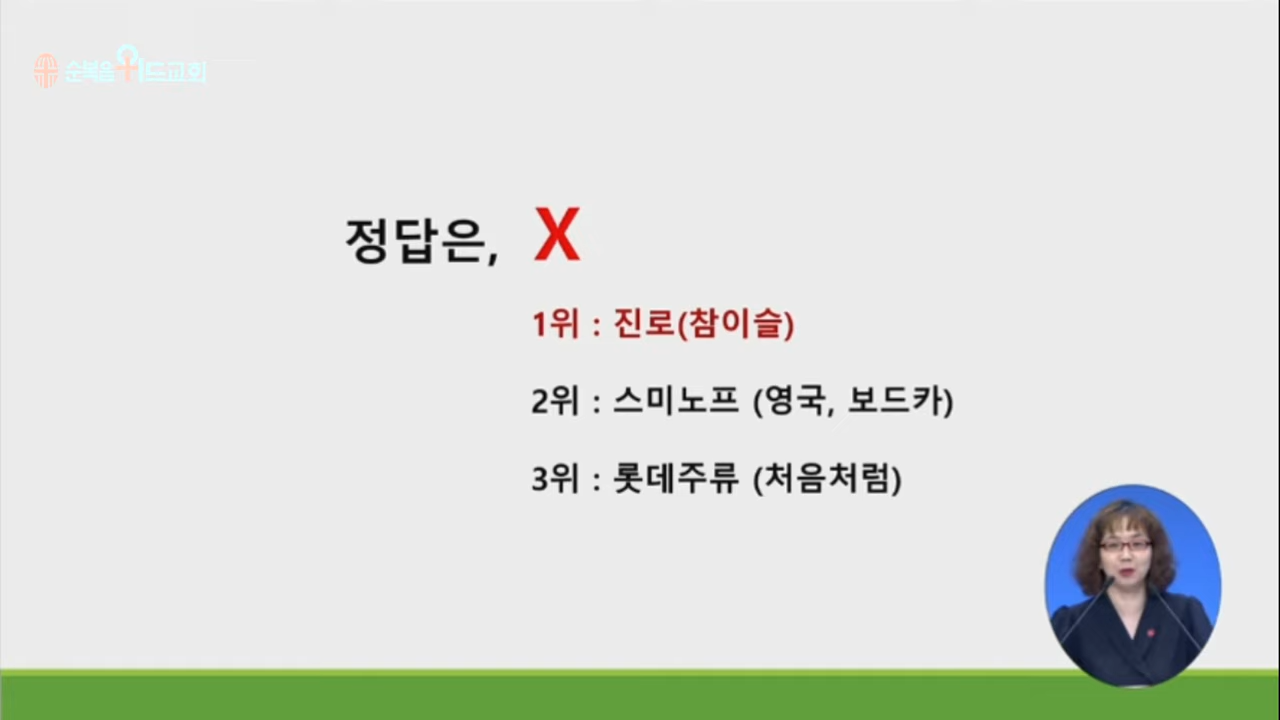 순복음위드교회
정답은, X
1위 : 진로(참이슬)
2위 : 스미노프 (영국, 보드카)
3위 : 롯데주류 (처음처럼)